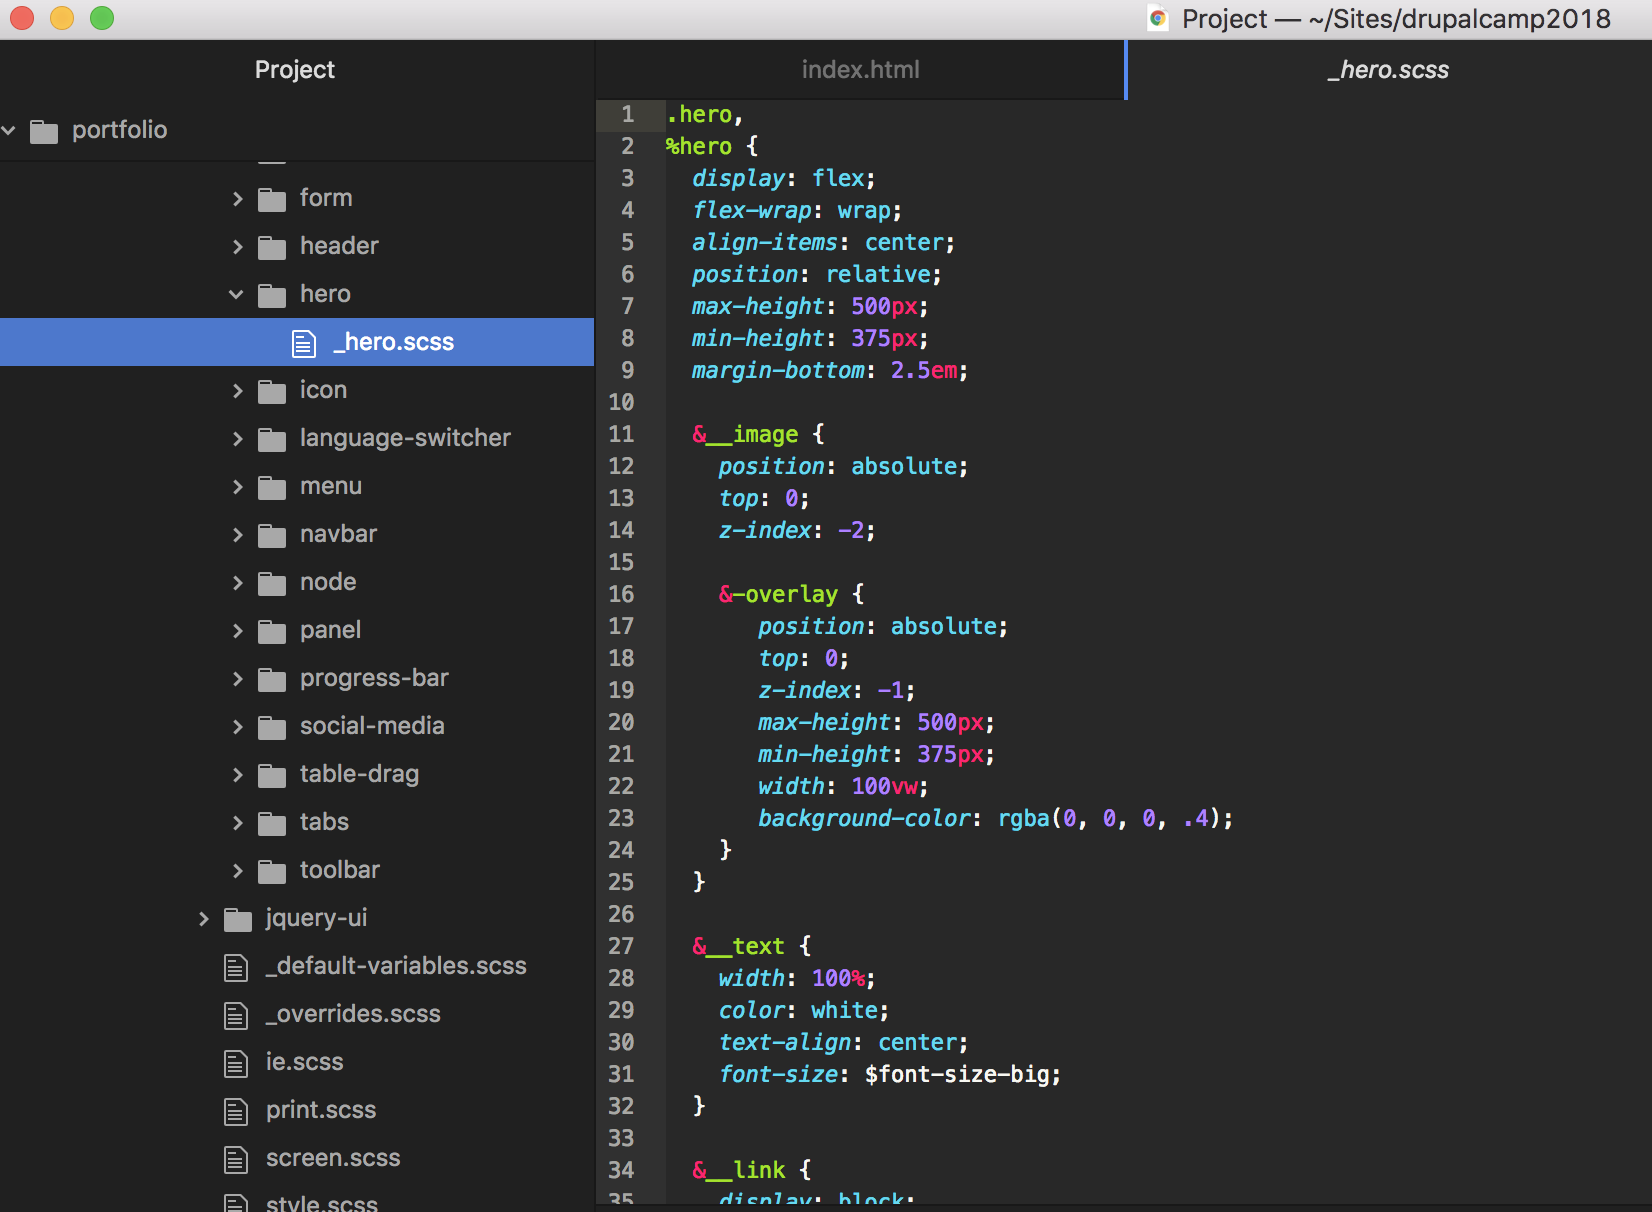 Project — ~/Sites/drupalcamp2018
Project
portfolio
form
header
hero
_hero.scss
icon
language-switcher
menu
navbar
node
panel
progress-bar
social-media
table-drag
tabs
toolbar
jquery-ui
_default-variables.scss
_overrides.scss
ie.scss
print.scss
screen.scss
style.scss
index.html
_hero.scss
1 .hero,
2 %hero {
3 display: flex;
4 flex-wrap: wrap;
5 align-items: center;
6 position: relative;
7 max-height: 500px;
8 min-height: 375px;
9 margin-bottom: 2.5em;
10
11 &__image {
12 position: absolute;
13 top: 0;
14 z-index: -2;
15
16 &-overlay {
17 position: absolute;
18 top: 0;
19 z-index: -1;
20 max-height: 500px;
21 min-height: 375px;
22 width: 100vw;
23 background-color: rgba(0, 0, 0, .4);
24 }
25 }
26
27 &__text {
28 width: 100%;
29 color: white;
30 text-align: center;
31 font-size: $font-size-big;
32 }
33
34 &__link {
35 display: block;